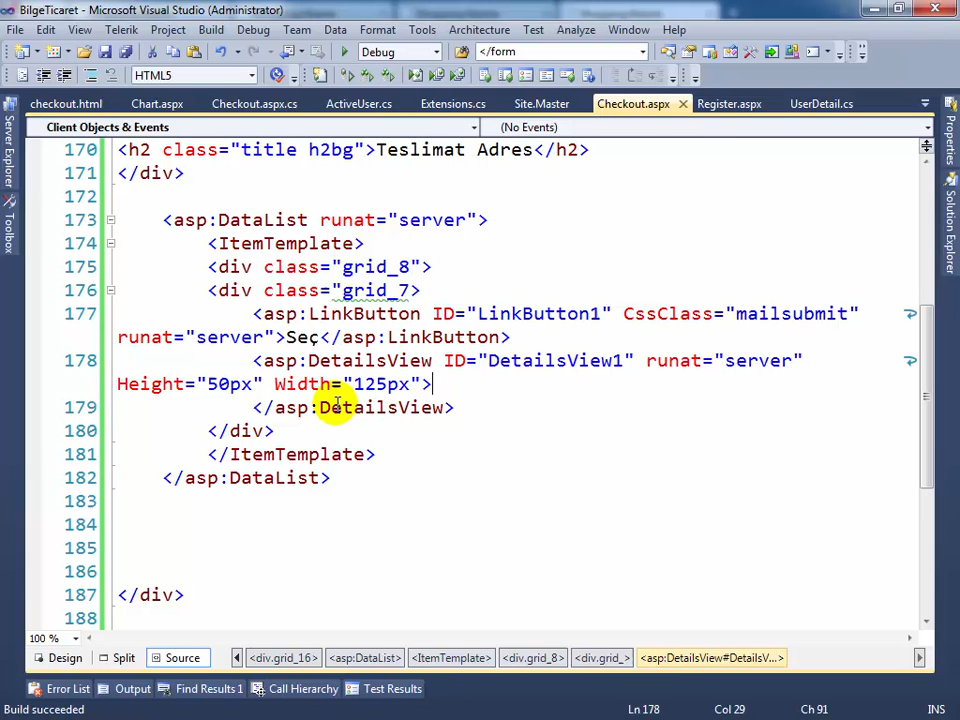 BilgeTicaret - Microsoft Visual Studio (Administrator)
File Edit View Telerik Project Build Debug Team Data Format Table Tools Architecture Test Analyze Window Help
Debug </form
HTML5
checkout.html Chart.aspx Checkout.aspx.cs ActiveUser.cs Extensions.cs Site.Master Checkout.aspx Register.aspx UserDetail.cs
Client Objects & Events (No Events)
Server Explorer
Toolbox
Properties
Solution Explorer
170 <h2 class="title h2bg">Teslimat Adres</h2>
171 </div>
172
173 <asp:DataList runat="server">
174 <ItemTemplate>
175 <div class="grid_8">
176 <div class="grid_7>
177 <asp:LinkButton ID="LinkButton1" CssClass="mailsubmit"
runat="server">Seç</asp:LinkButton>
178 <asp:DetailsView ID="DetailsView1" runat="server"
Height="50px" Width="125px">
179 </asp:DetailsView>
180 </div>
181 </ItemTemplate>
182 </asp:DataList>
183
184
185
186
187 </div>
188
100 %
Design Split Source <div.grid_16> <asp:DataList> <ItemTemplate> <div.grid_8> <div.grid_> <asp:DetailsView#DetailsV...>
Error List Output Find Results 1 Call Hierarchy Test Results
Build succeeded Ln 178 Col 29 Ch 91 INS